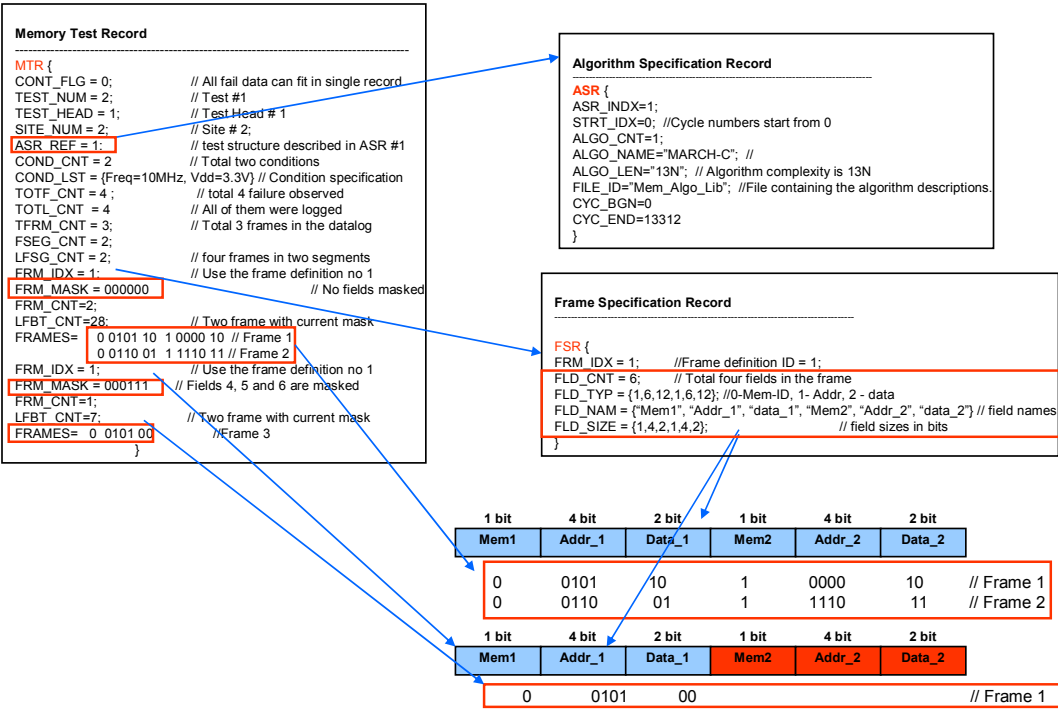 Memory Test Record
MTR {
CONT_FLG = 0; // All fail data can fit in single record
TEST_NUM = 2; // Test #1
TEST_HEAD = 1; // Test Head # 1
SITE_NUM = 2; // Site # 2;
ASR_REF = 1; // test structure described in ASR #1
COND_CNT = 2 // Total two conditions
COND_LST = {Freq=10MHz, Vdd=3.3V} // Condition specification
TOTF_CNT = 4 ; // total 4 failure observed
TOTL_CNT = 4 // All of them were logged
TFRM_CNT = 3; // Total 3 frames in the datalog
FSEG_CNT = 2;
LFSG_CNT = 2; // four frames in two segments
FRM_IDX = 1; // Use the frame definition no 1
FRM_MASK = 000000 // No fields masked
FRM_CNT=2;
LFBT_CNT=28; // Two frame with current mask
FRAMES= 0 0101 10 1 0000 10 // Frame 1
0 0110 01 1 1110 11 // Frame 2
FRM_IDX = 1; // Use the frame definition no 1
FRM_MASK = 000111 // Fields 4, 5 and 6 are masked
FRM_CNT=1;
LFBT_CNT=7; // Two frame with current mask
FRAMES= 0 0101 00 //Frame 3
}
Algorithm Specification Record
ASR {
ASR_INDX=1;
STRT_IDX=0; //Cycle numbers start from 0
ALGO_CNT=1;
ALGO_NAME="MARCH-C"; //
ALGO_LEN="13N"; // Algorithm complexity is 13N
FILE_ID="Mem_Algo_Lib"; //File containing the algorithm descriptions.
CYC_BGN=0
CYC_END=13312
}
Frame Specification Record
FSR {
FRM_IDX = 1; //Frame definition ID = 1;
FLD_CNT = 6; // Total four fields in the frame
FLD_TYP = {1,6,12,1,6,12}; //0-Mem-ID, 1- Addr, 2 - data
FLD_NAM = {“Mem1”, “Addr_1”, “data_1”, “Mem2”, “Addr_2”, “data_2”} // field names
FLD_SIZE = {1,4,2,1,4,2}; // field sizes in bits
}
1 bit 4 bit 2 bit 1 bit 4 bit 2 bit
Mem1 Addr_1 Data_1 Mem2 Addr_2 Data_2
0 0101 10 1 0000 10 // Frame 1
0 0110 01 1 1110 11 // Frame 2
1 bit 4 bit 2 bit 1 bit 4 bit 2 bit
Mem1 Addr_1 Data_1 Mem2 Addr_2 Data_2
0 0101 00 // Frame 1